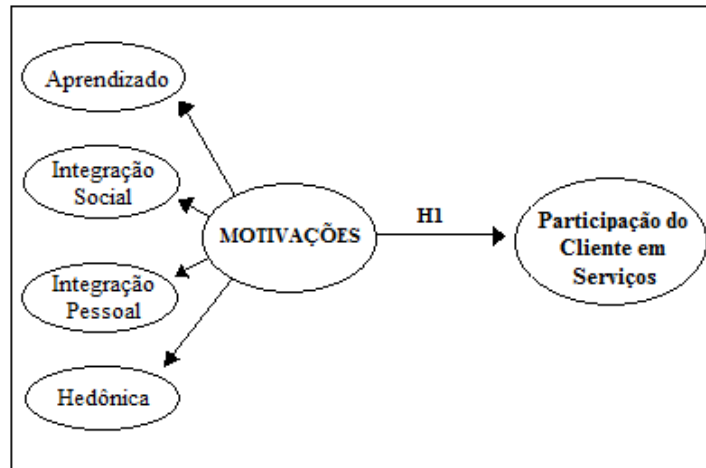 Aprendizado
Integração
Social
Integração
Pessoal
Hedônica
MOTIVAÇÕES
H1
Participação do
Cliente em
Serviços